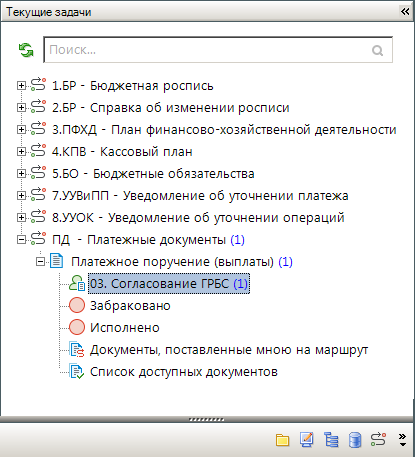 Текущие задачи
Поиск...
1.БР - Бюджетная роспись
2.БР - Справка об изменении росписи
3.ПФХД - План финансово-хозяйственной деятельности
4.КПВ - Кассовый план
5.БО - Бюджетные обязательства
7.УУВиПП - Уведомление об уточнении платежа
8.УУОК - Уведомление об уточнении операций
ПД - Платежные документы (1)
Платежное поручение (выплаты) (1)
03. Согласование ГРБС (1)
Забраковано
Исполнено
Документы, поставленные мною на маршрут
Список доступных документов